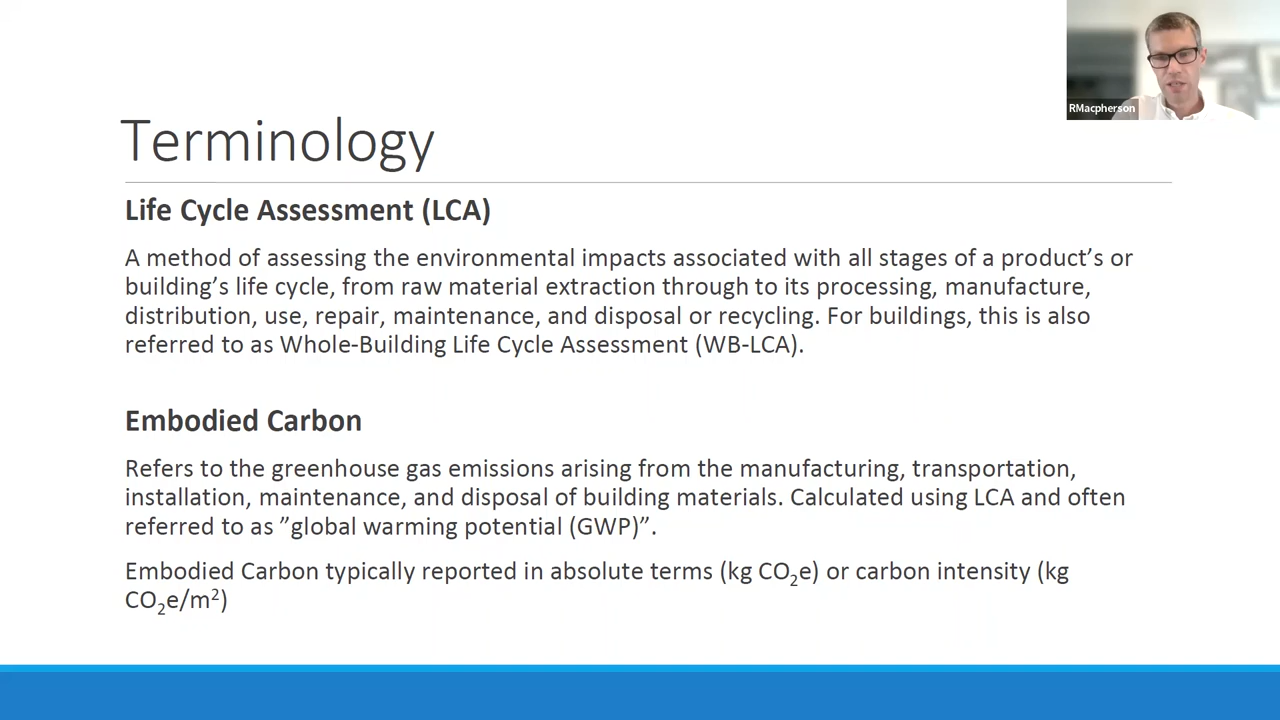 RMacpherson
Terminology
Life Cycle Assessment (LCA)
A method of assessing the environmental impacts associated with all stages of a product’s or
building’s life cycle, from raw material extraction through to its processing, manufacture,
distribution, use, repair, maintenance, and disposal or recycling. For buildings, this is also
referred to as Whole-Building Life Cycle Assessment (WB-LCA).
Embodied Carbon
Refers to the greenhouse gas emissions arising from the manufacturing, transportation,
installation, maintenance, and disposal of building materials. Calculated using LCA and often
referred to as ”global warming potential (GWP)”.
Embodied Carbon typically reported in absolute terms (kg CO₂e) or carbon intensity (kg
CO₂e/m²)